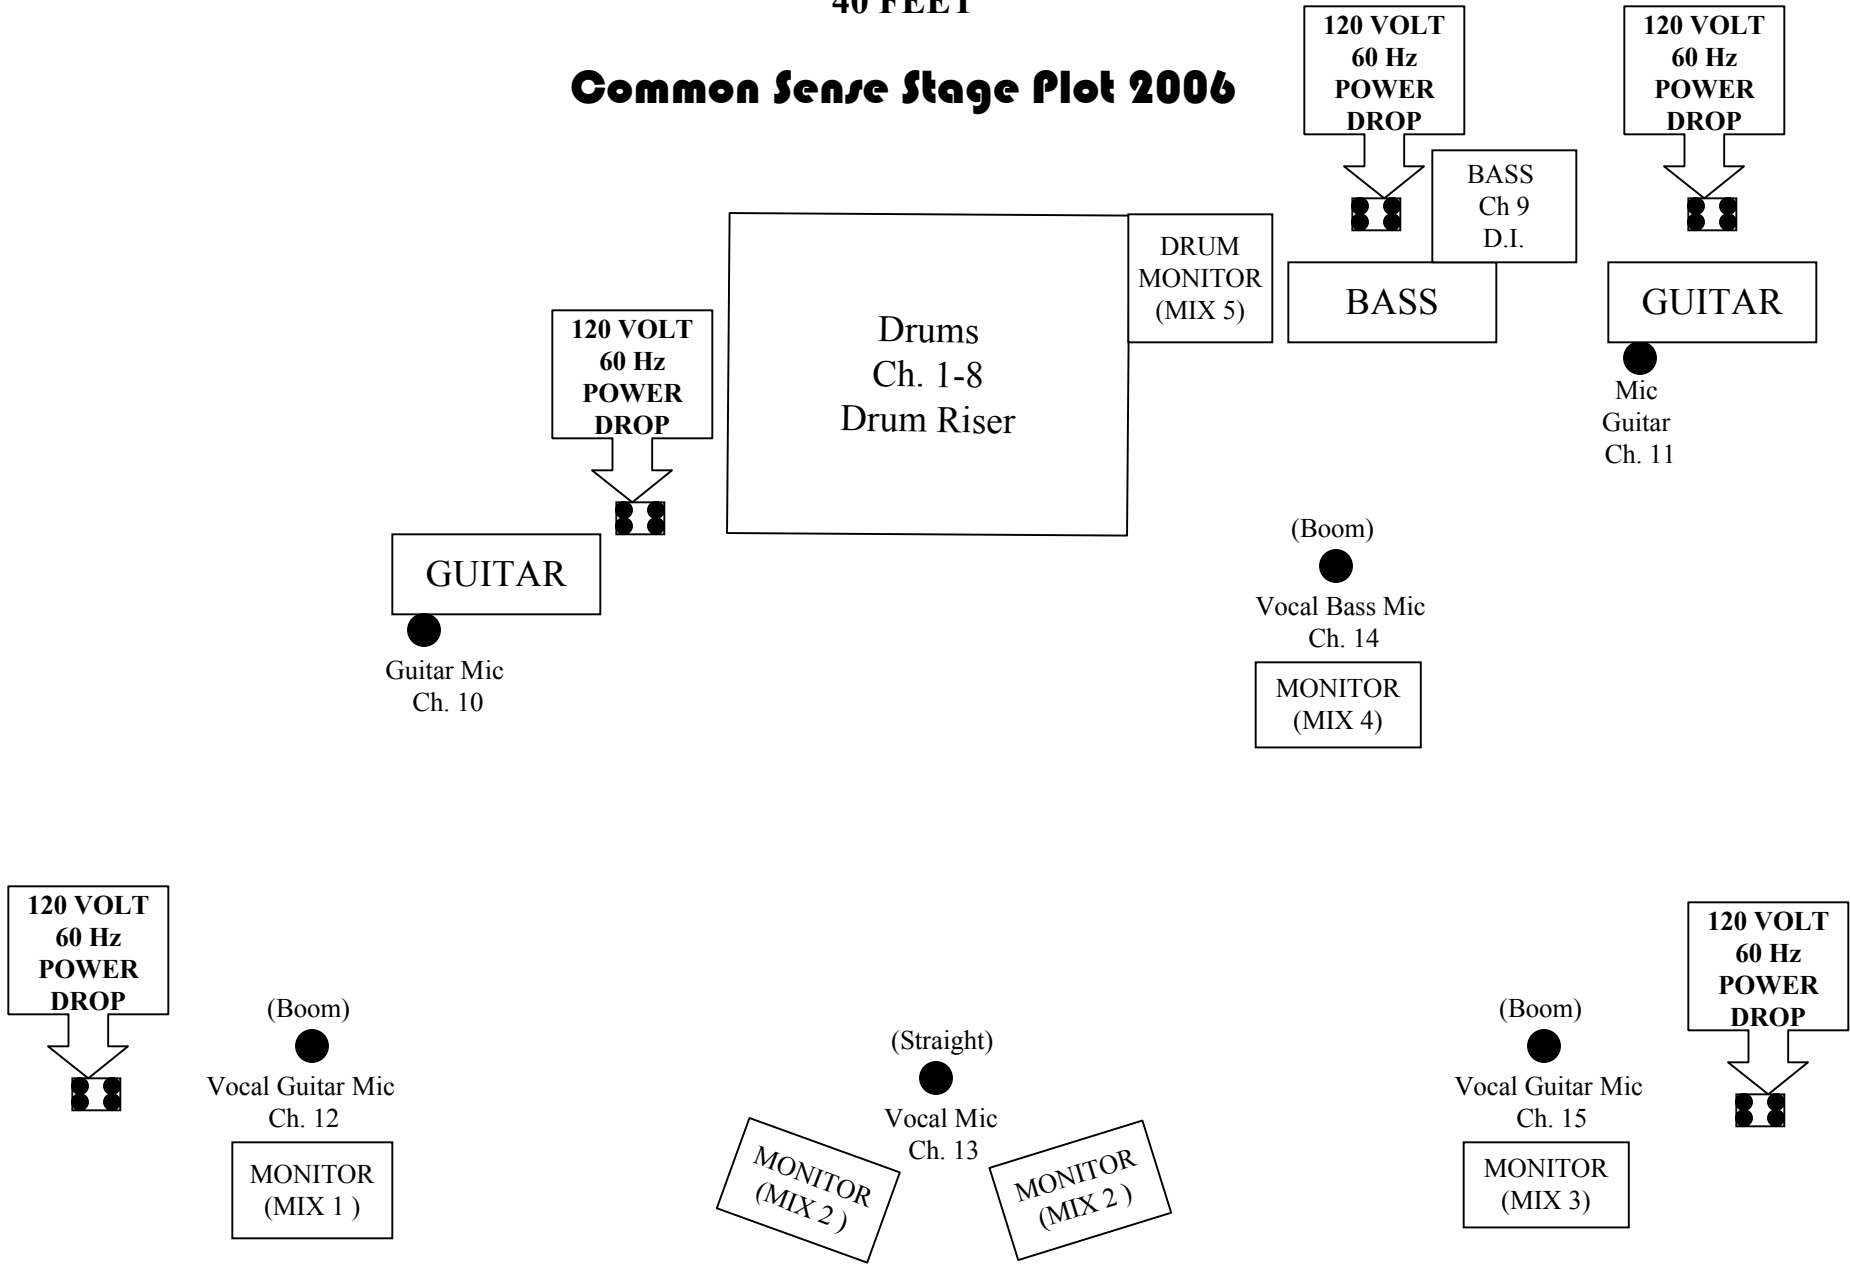 40 FEET
Common Sense Stage Plot 2006
120 VOLT
60 Hz
POWER
DROP
120 VOLT
60 Hz
POWER
DROP
BASS
Ch 9
D.I.
DRUM
MONITOR
(MIX 5)
BASS
GUITAR
Mic
Guitar
Ch. 11
120 VOLT
60 Hz
POWER
DROP
Drums
Ch. 1-8
Drum Riser
GUITAR
Guitar Mic
Ch. 10
(Boom)
Vocal Bass Mic
Ch. 14
MONITOR
(MIX 4)
120 VOLT
60 Hz
POWER
DROP
(Boom)
Vocal Guitar Mic
Ch. 12
MONITOR
(MIX 1 )
(Straight)
Vocal Mic
Ch. 13
MONITOR
(MIX 2 )
MONITOR
(MIX 2 )
(Boom)
Vocal Guitar Mic
Ch. 15
MONITOR
(MIX 3)
120 VOLT
60 Hz
POWER
DROP